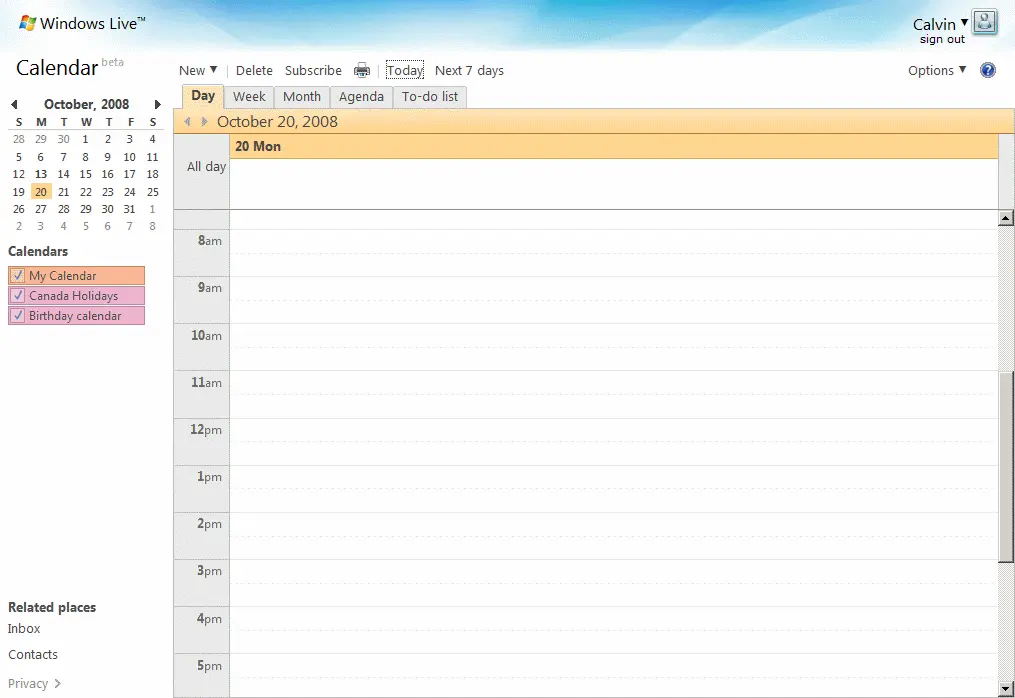 Windows Live™
Calvin
sign out
Calendar beta
New Delete Subscribe Today Next 7 days
Options ?
Day Week Month Agenda To-do list
October 20, 2008
20 Mon
All day
8am
9am
10am
11am
12pm
1pm
2pm
3pm
4pm
5pm
October, 2008
S M T W T F S
28 29 30 1 2 3 4
5 6 7 8 9 10 11
12 13 14 15 16 17 18
19 20 21 22 23 24 25
26 27 28 29 30 31 1
2 3 4 5 6 7 8
Calendars
My Calendar
Canada Holidays
Birthday calendar
Related places
Inbox
Contacts
Privacy